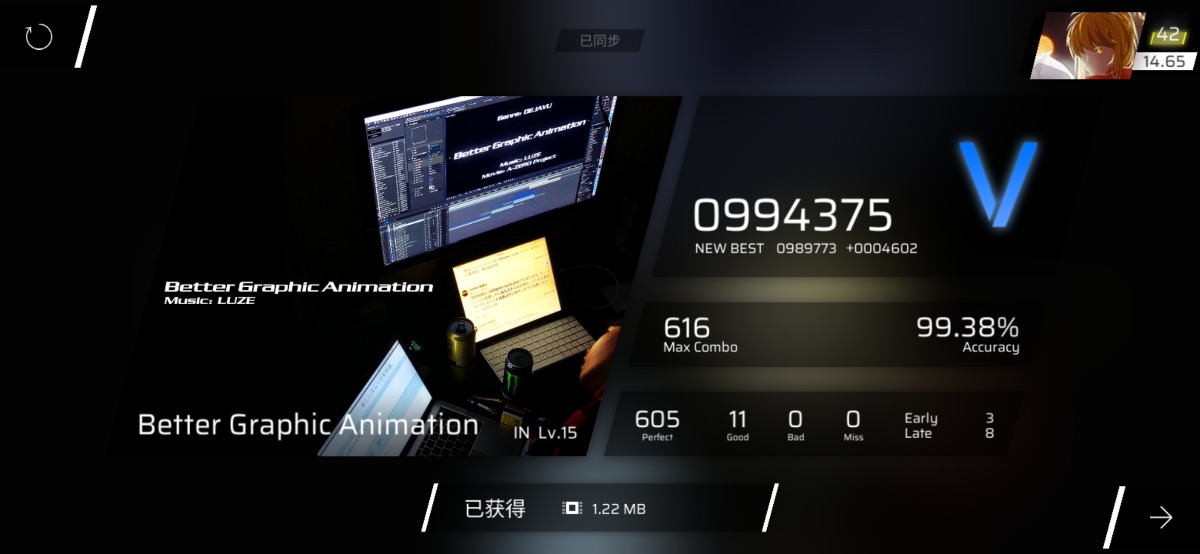 已同步
42
14.65
Genre: DEJAVU
Better Graphic Animation
Music: LUZE
Movie: A-ZERO Project
Better Graphic Animation
Music: LUZE
Better Graphic Animation
IN Lv.15
V
0994375
NEW BEST 0989773 +0004602
616
Max Combo
99.38%
Accuracy
605
Perfect
11
Good
0
Bad
0
Miss
Early 3
Late 8
已获得 1.22 MB